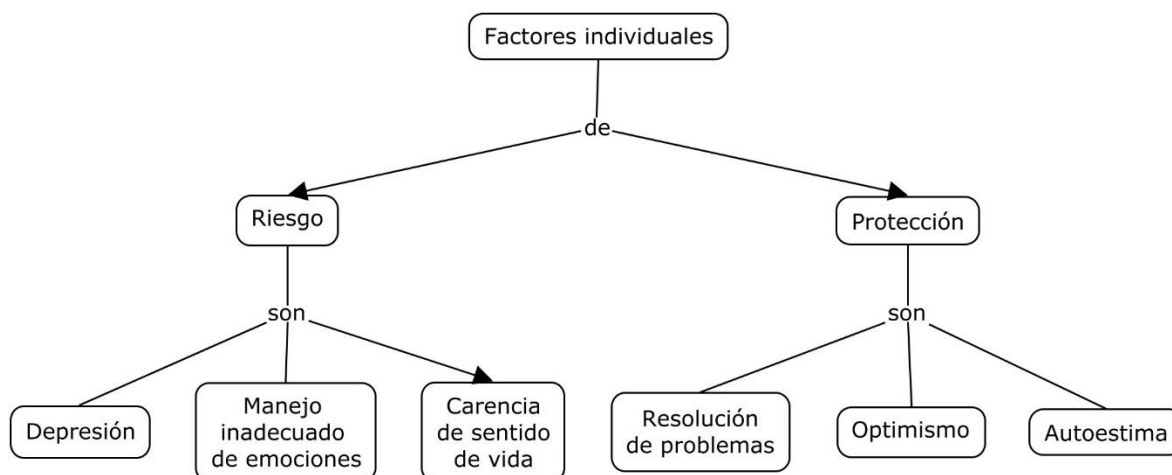 Factores individuales
de
Riesgo
Protección
son
son
Depresión
Manejo
inadecuado
de emociones
Carencia
de sentido
de vida
Resolución
de problemas
Optimismo
Autoestima